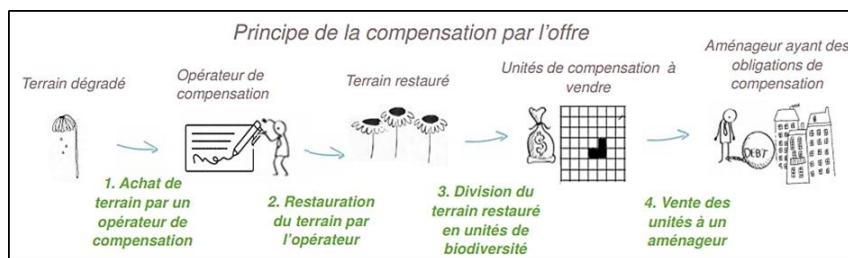 Principe de la compensation par l'offre
Terrain dégradé
Opérateur de
compensation
Terrain restauré
Unités de compensation à
vendre
Aménageur ayant des
obligations de
compensation
$
DEBT
1. Achat de
terrain par un
opérateur de
compensation
2. Restauration
du terrain par
l'opérateur
3. Division du
terrain restauré
en unités de
biodiversité
4. Vente des
unités à un
aménageur